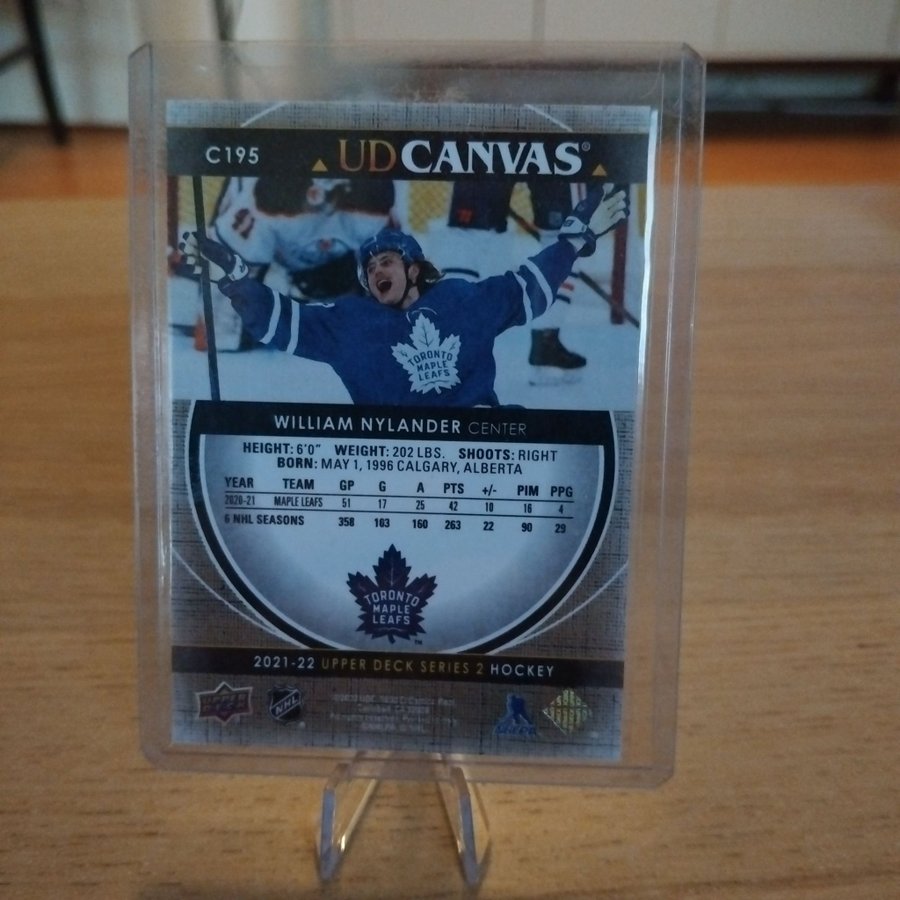 C195 UD CANVAS®
TORONTO
MAPLE
LEAFS
WILLIAM NYLANDER CENTER
HEIGHT: 6'0" WEIGHT: 202 LBS. SHOOTS: RIGHT
BORN: MAY 1, 1996 CALGARY, ALBERTA
YEAR TEAM GP G A PTS +/- PIM PPG
2020-21 MAPLE LEAFS 51 17 25 42 10 16 4
6 NHL SEASONS 358 103 160 263 22 90 29
TORONTO
MAPLE
LEAFS
™
2021-22 UPPER DECK SERIES 2 HOCKEY
NHL